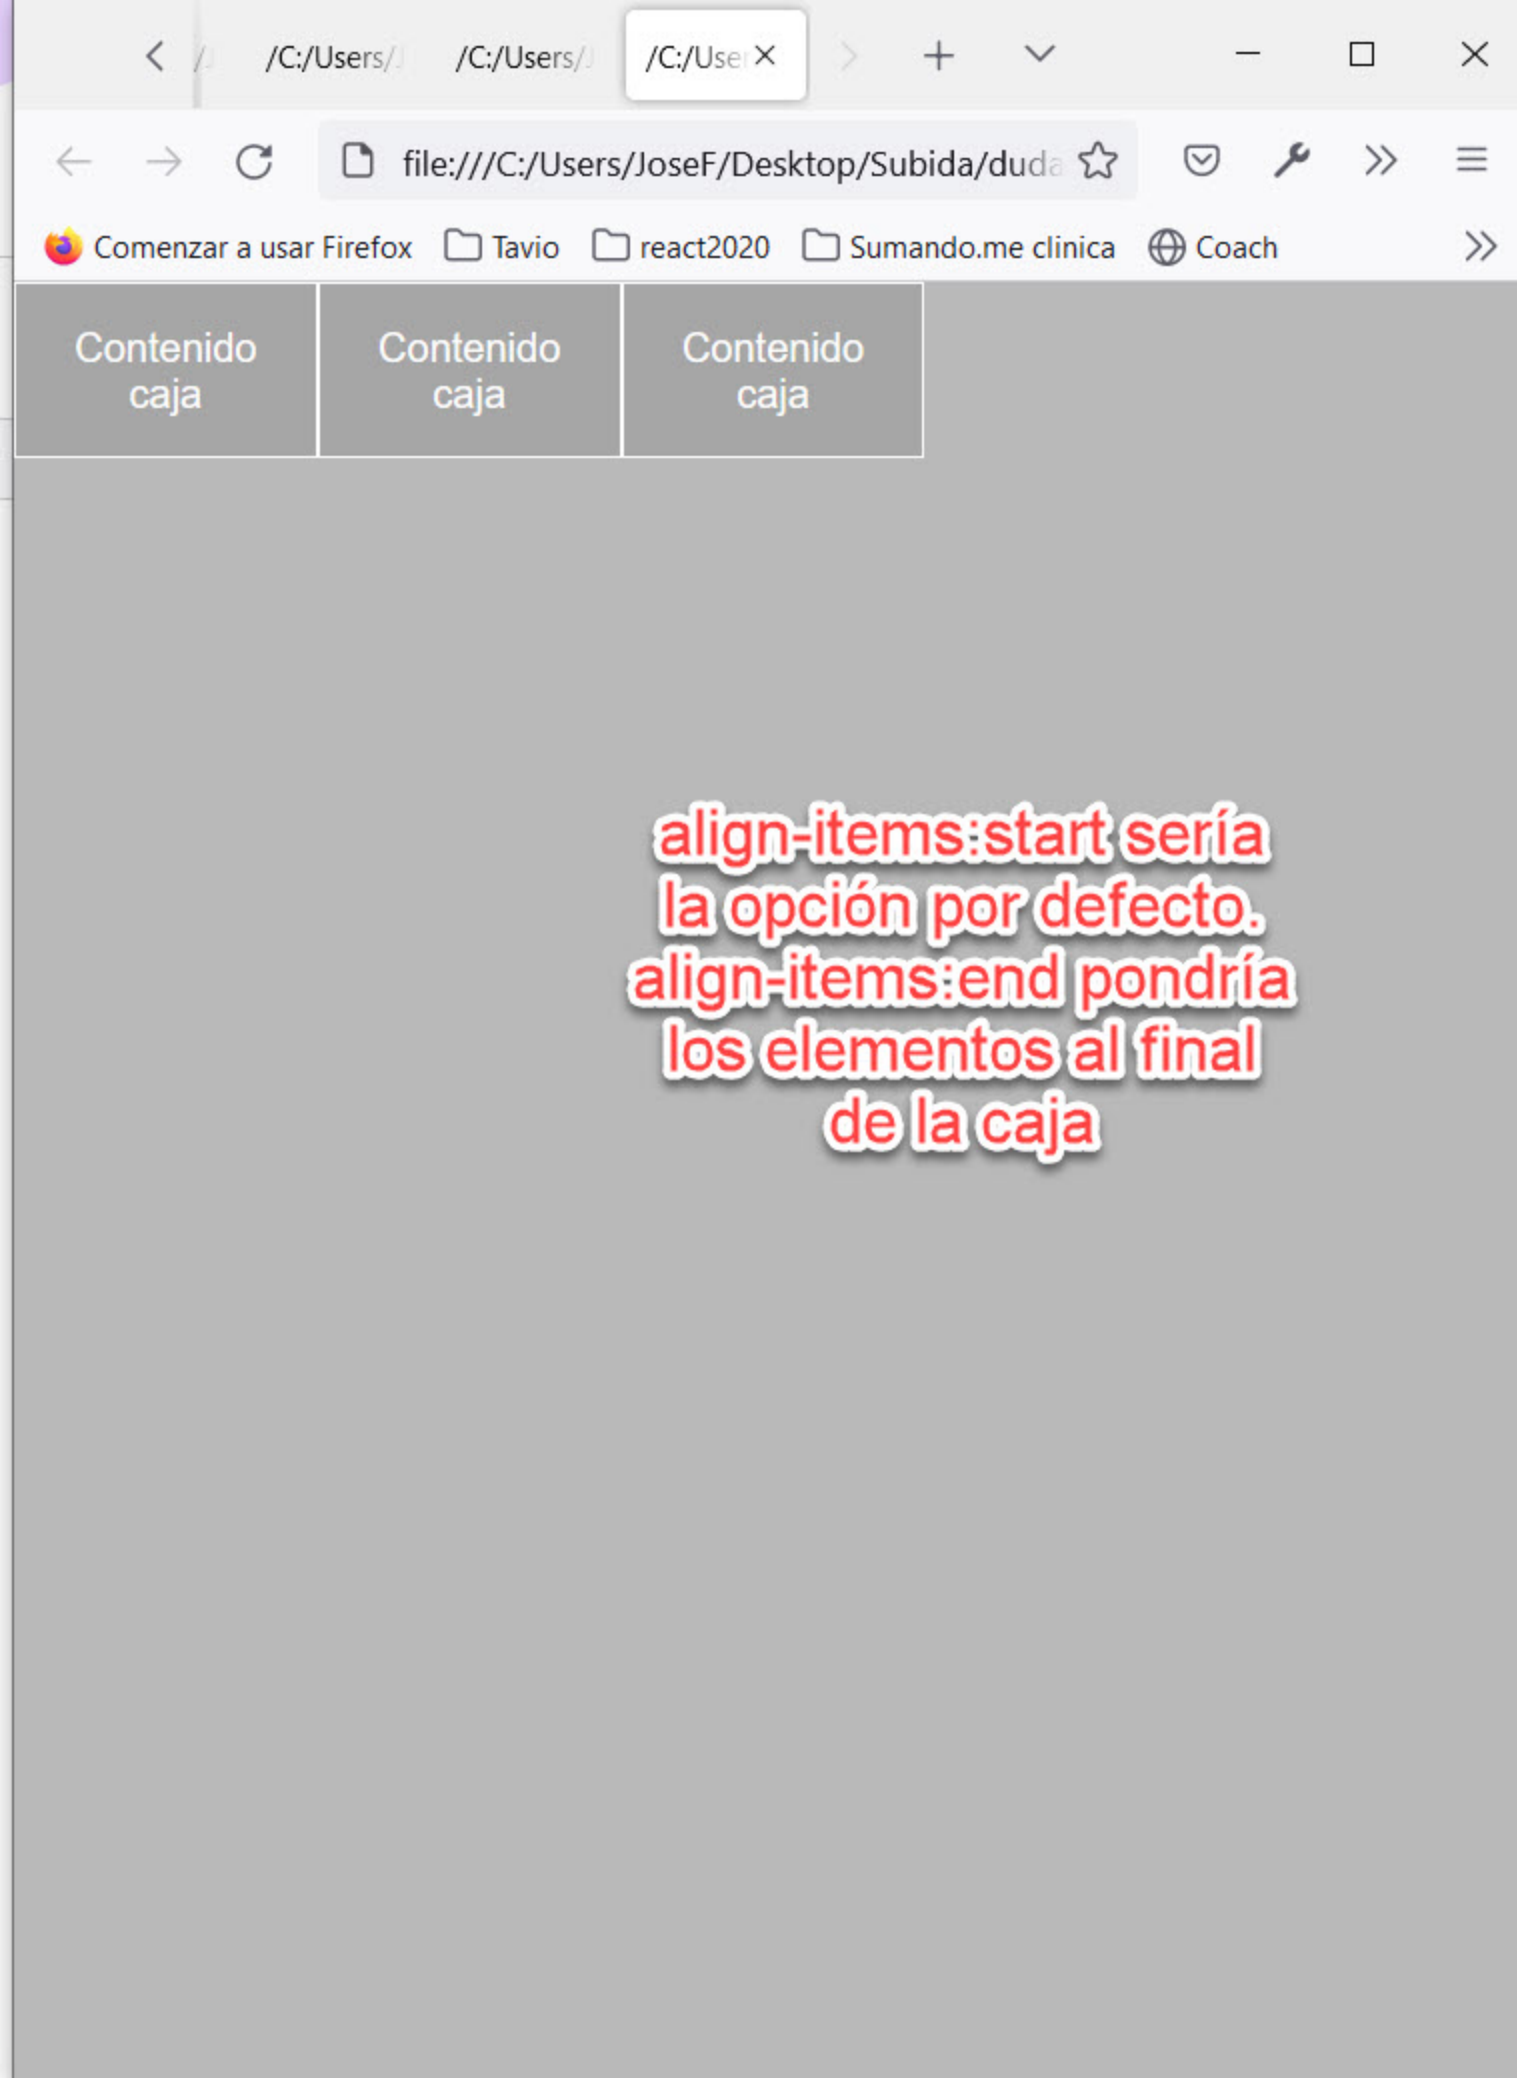 /C:/Users/ /C:/Users/ /C:/Use
file:///C:/Users/JoseF/Desktop/Subida/duda
Comenzar a usar Firefox Tavio react2020 Sumando.me clinica Coach
Contenido Contenido Contenido
caja caja caja
align-items:start sería
la opción por defecto.
align-items:end pondría
los elementos al final
de la caja